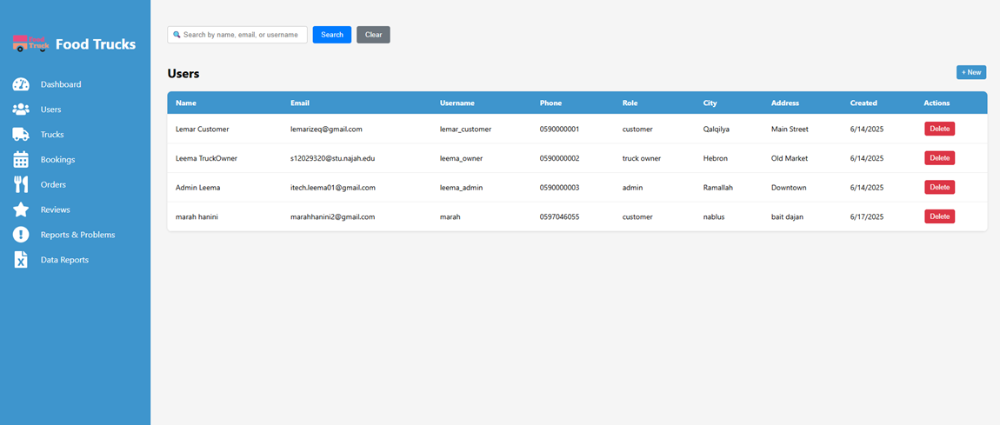 Food
Truck
Food Trucks
Dashboard
Users
Trucks
Bookings
Orders
Reviews
Reports & Problems
Data Reports
Search by name, email, or username Search Clear
Users + New
Name Email Username Phone Role City Address Created Actions
Lemar Customer lemarizeq@gmail.com lemar_customer 0590000001 customer Qalqilya Main Street 6/14/2025 Delete
Leema TruckOwner s12029320@stu.najah.edu leema_owner 0590000002 truck owner Hebron Old Market 6/14/2025 Delete
Admin Leema itech.leema01@gmail.com leema_admin 0590000003 admin Ramallah Downtown 6/14/2025 Delete
marah hanini marahhanini2@gmail.com marah 0597046055 customer nablus bait dajan 6/17/2025 Delete